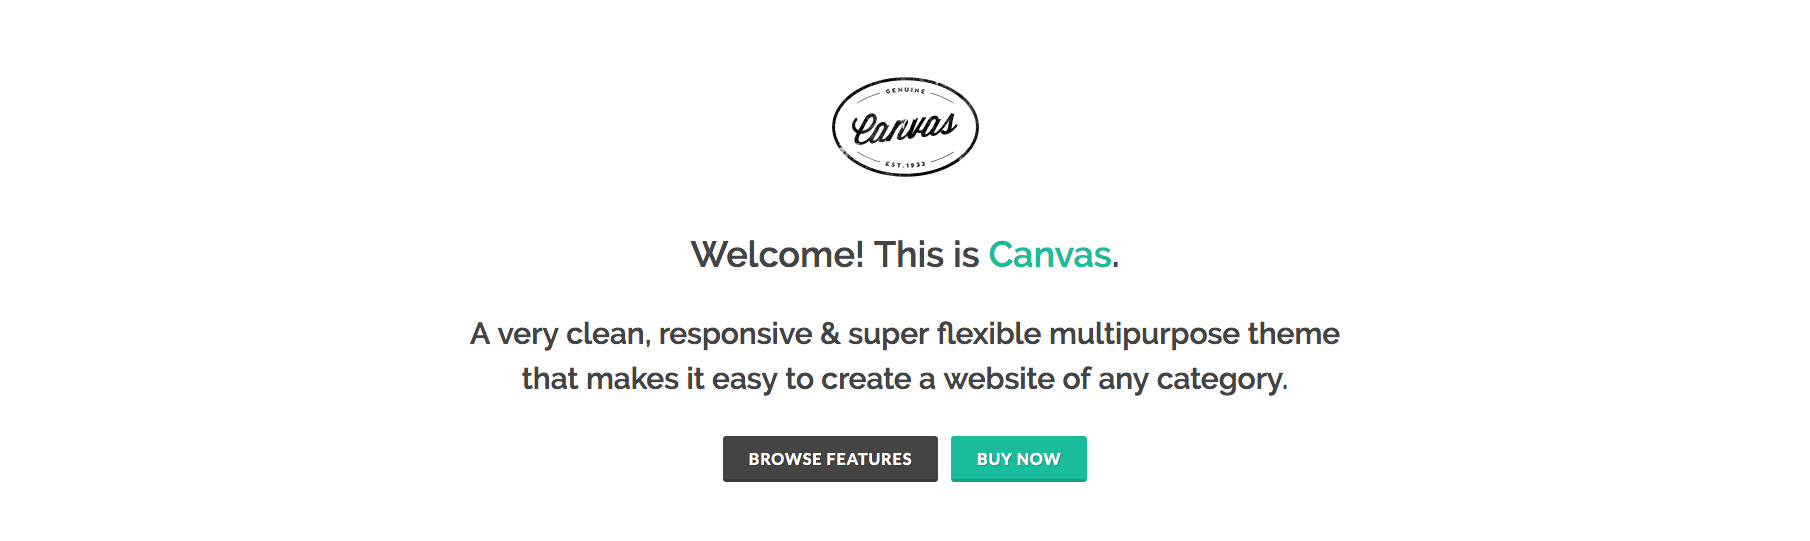 GENUINE
Canvas
EST.1932
Welcome! This is Canvas.
A very clean, responsive & super flexible multipurpose theme
that makes it easy to create a website of any category.
BROWSE FEATURES
BUY NOW